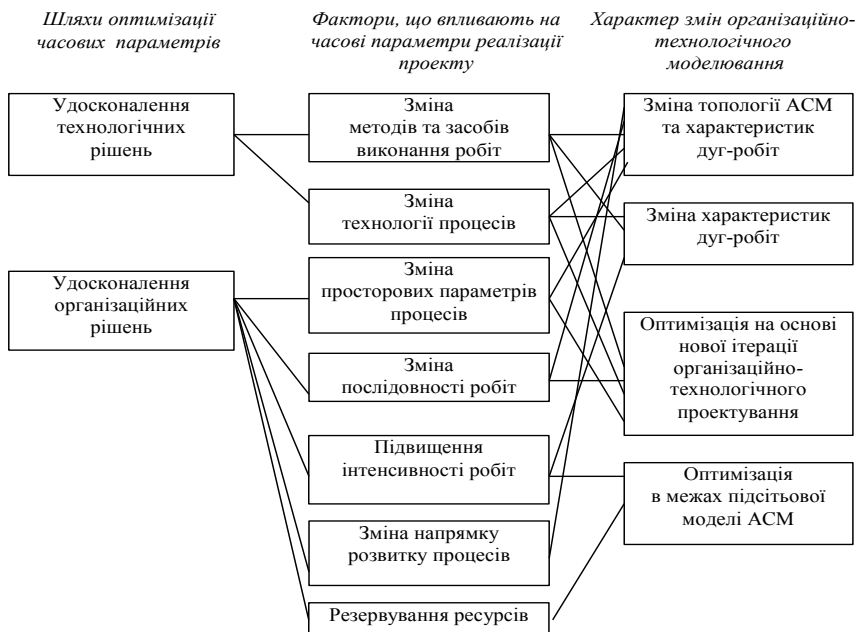 Шляхи оптимізації
часових параметрів
Фактори, що впливають на
часові параметри реалізації
проекту
Характер змін організаційно-
технологічного
моделювання
Удосконалення
технологічних
рішень
Удосконалення
організаційних
рішень
Зміна
методів та засобів
виконання робіт
Зміна
технології процесів
Зміна
просторових параметрів
процесів
Зміна
послідовності робіт
Підвищення
інтенсивності робіт
Зміна напрямку
розвитку процесів
Резервування ресурсів
Зміна топології АСМ
та характеристик
дуг-робіт
Зміна характеристик
дуг-робіт
Оптимізація на основі
нової ітерації
організаційно-
технологічного
проектування
Оптимізація
в межах підсітьової
моделі АСМ